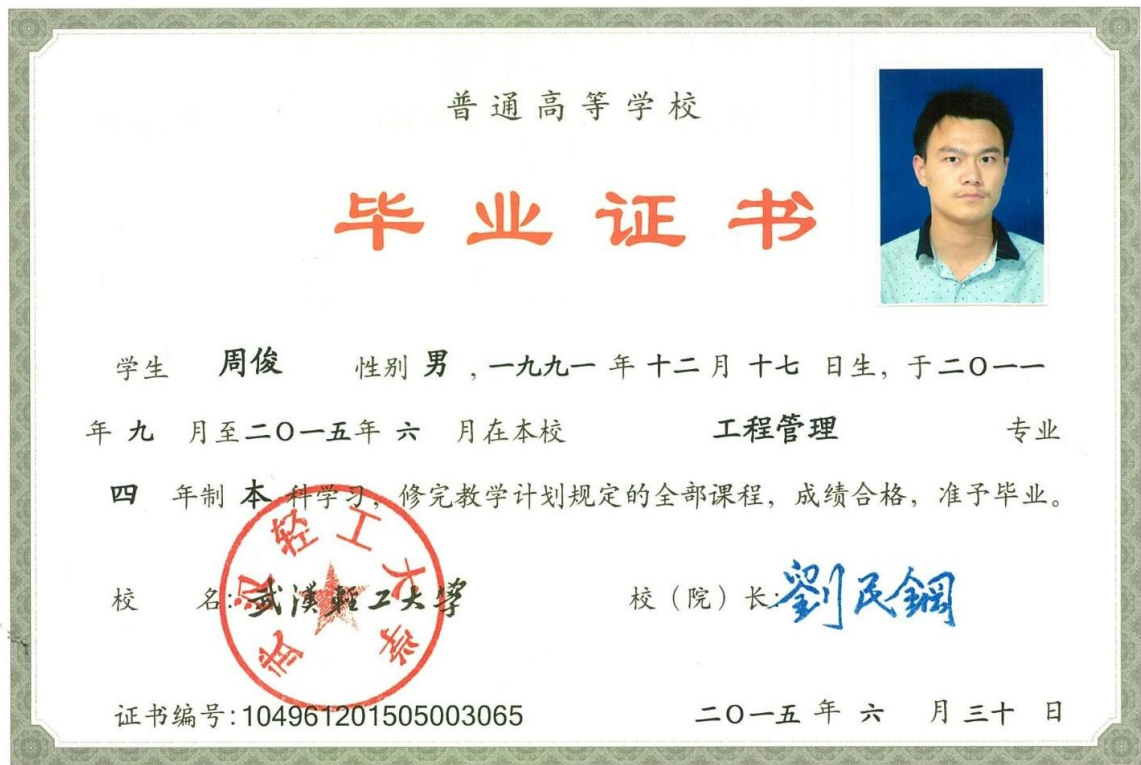 普通高等学校
毕业证书
学生 周俊 性别 男 ,一九九一 年 十二 月 十七 日生, 于二〇一一
年 九 月至二〇一五年 六 月在本校 工程管理 专业
四 年制 本 科学习, 修完教学计划规定的全部课程, 成绩合格, 准予毕业。
武汉轻工大学
校 名: 武漢輕工大学 校（院）长: 劉民鋼
证书编号:104961201505003065 二〇一五 年 六 月 三十 日